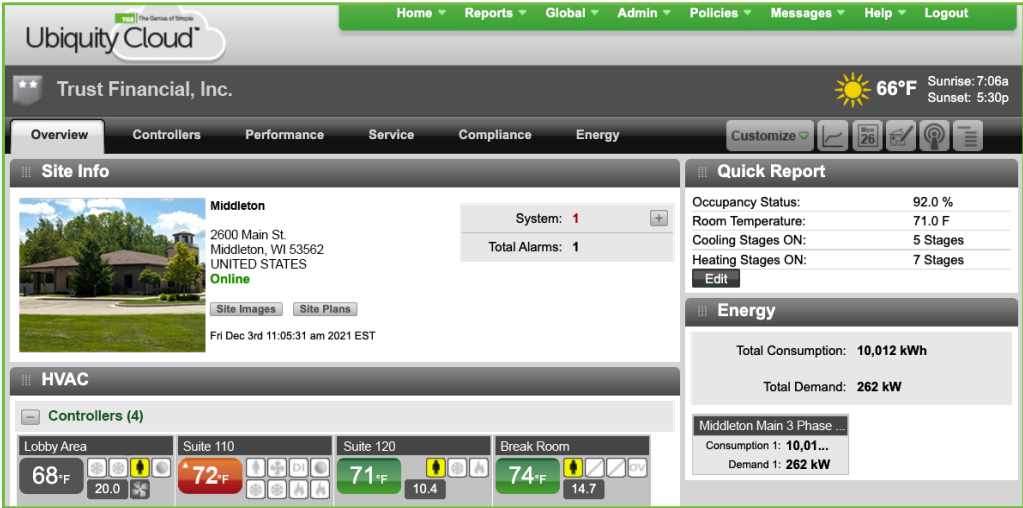 TCS The Genius of Simple
Ubiquity Cloud™
Home Reports Global Admin Policies Messages Help Logout
Trust Financial, Inc.
66°F
Sunrise: 7:06a
Sunset: 5:30p
Overview Controllers Performance Service Compliance Energy
Customize
Mon
26
Site Info
Middleton
2600 Main St.
Middleton, WI 53562
UNITED STATES
Online
Site Images Site Plans
Fri Dec 3rd 11:05:31 am 2021 EST
System: 1 +
Total Alarms: 1
Quick Report
Occupancy Status: 92.0 %
Room Temperature: 71.0 F
Cooling Stages ON: 5 Stages
Heating Stages ON: 7 Stages
Edit
Energy
Total Consumption: 10,012 kWh
Total Demand: 262 kW
Middleton Main 3 Phase ...
Consumption 1: 10,01...
Demand 1: 262 kW
HVAC
Controllers (4)
Lobby Area
68°F
20.0
Suite 110
72°F
DI
Suite 120
71°F
10.4
Break Room
74°F
OV
14.7